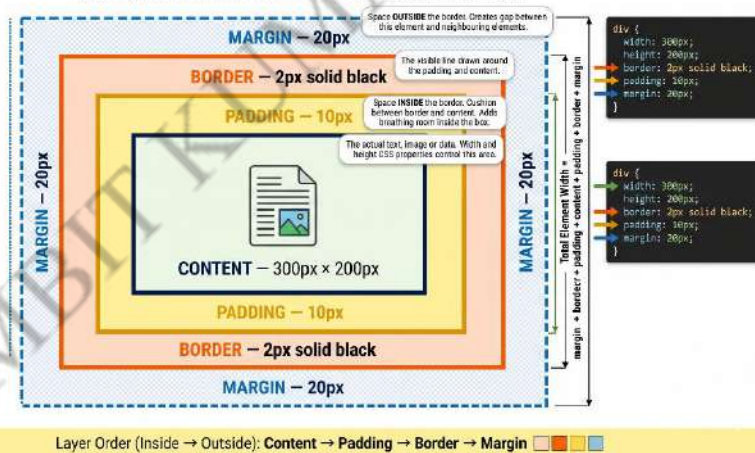 Space OUTSIDE the border. Creates gap between
this element and neighbouring elements.
MARGIN — 20px
The visible line drawn around
the padding and content.
BORDER — 2px solid black
Space INSIDE the border. Cushion
between border and content. Adds
breathing room inside the box.
PADDING — 10px
The actual text, image or data. Width and
height CSS properties control this area.
MARGIN — 20px
CONTENT — 300px × 200px
PADDING — 10px
BORDER — 2px solid black
MARGIN — 20px
MARGIN — 20px
Total Element Width =
margin + bordecr + padding + content + padding + border + margin
div {
width: 300px;
height: 200px;
border: 2px solid black;
padding: 10px;
margin: 20px;
}
div {
width: 300px;
height: 200px;
border: 2px solid black;
padding: 10px;
margin: 20px;
}
Layer Order (Inside → Outside): Content → Padding → Border → Margin